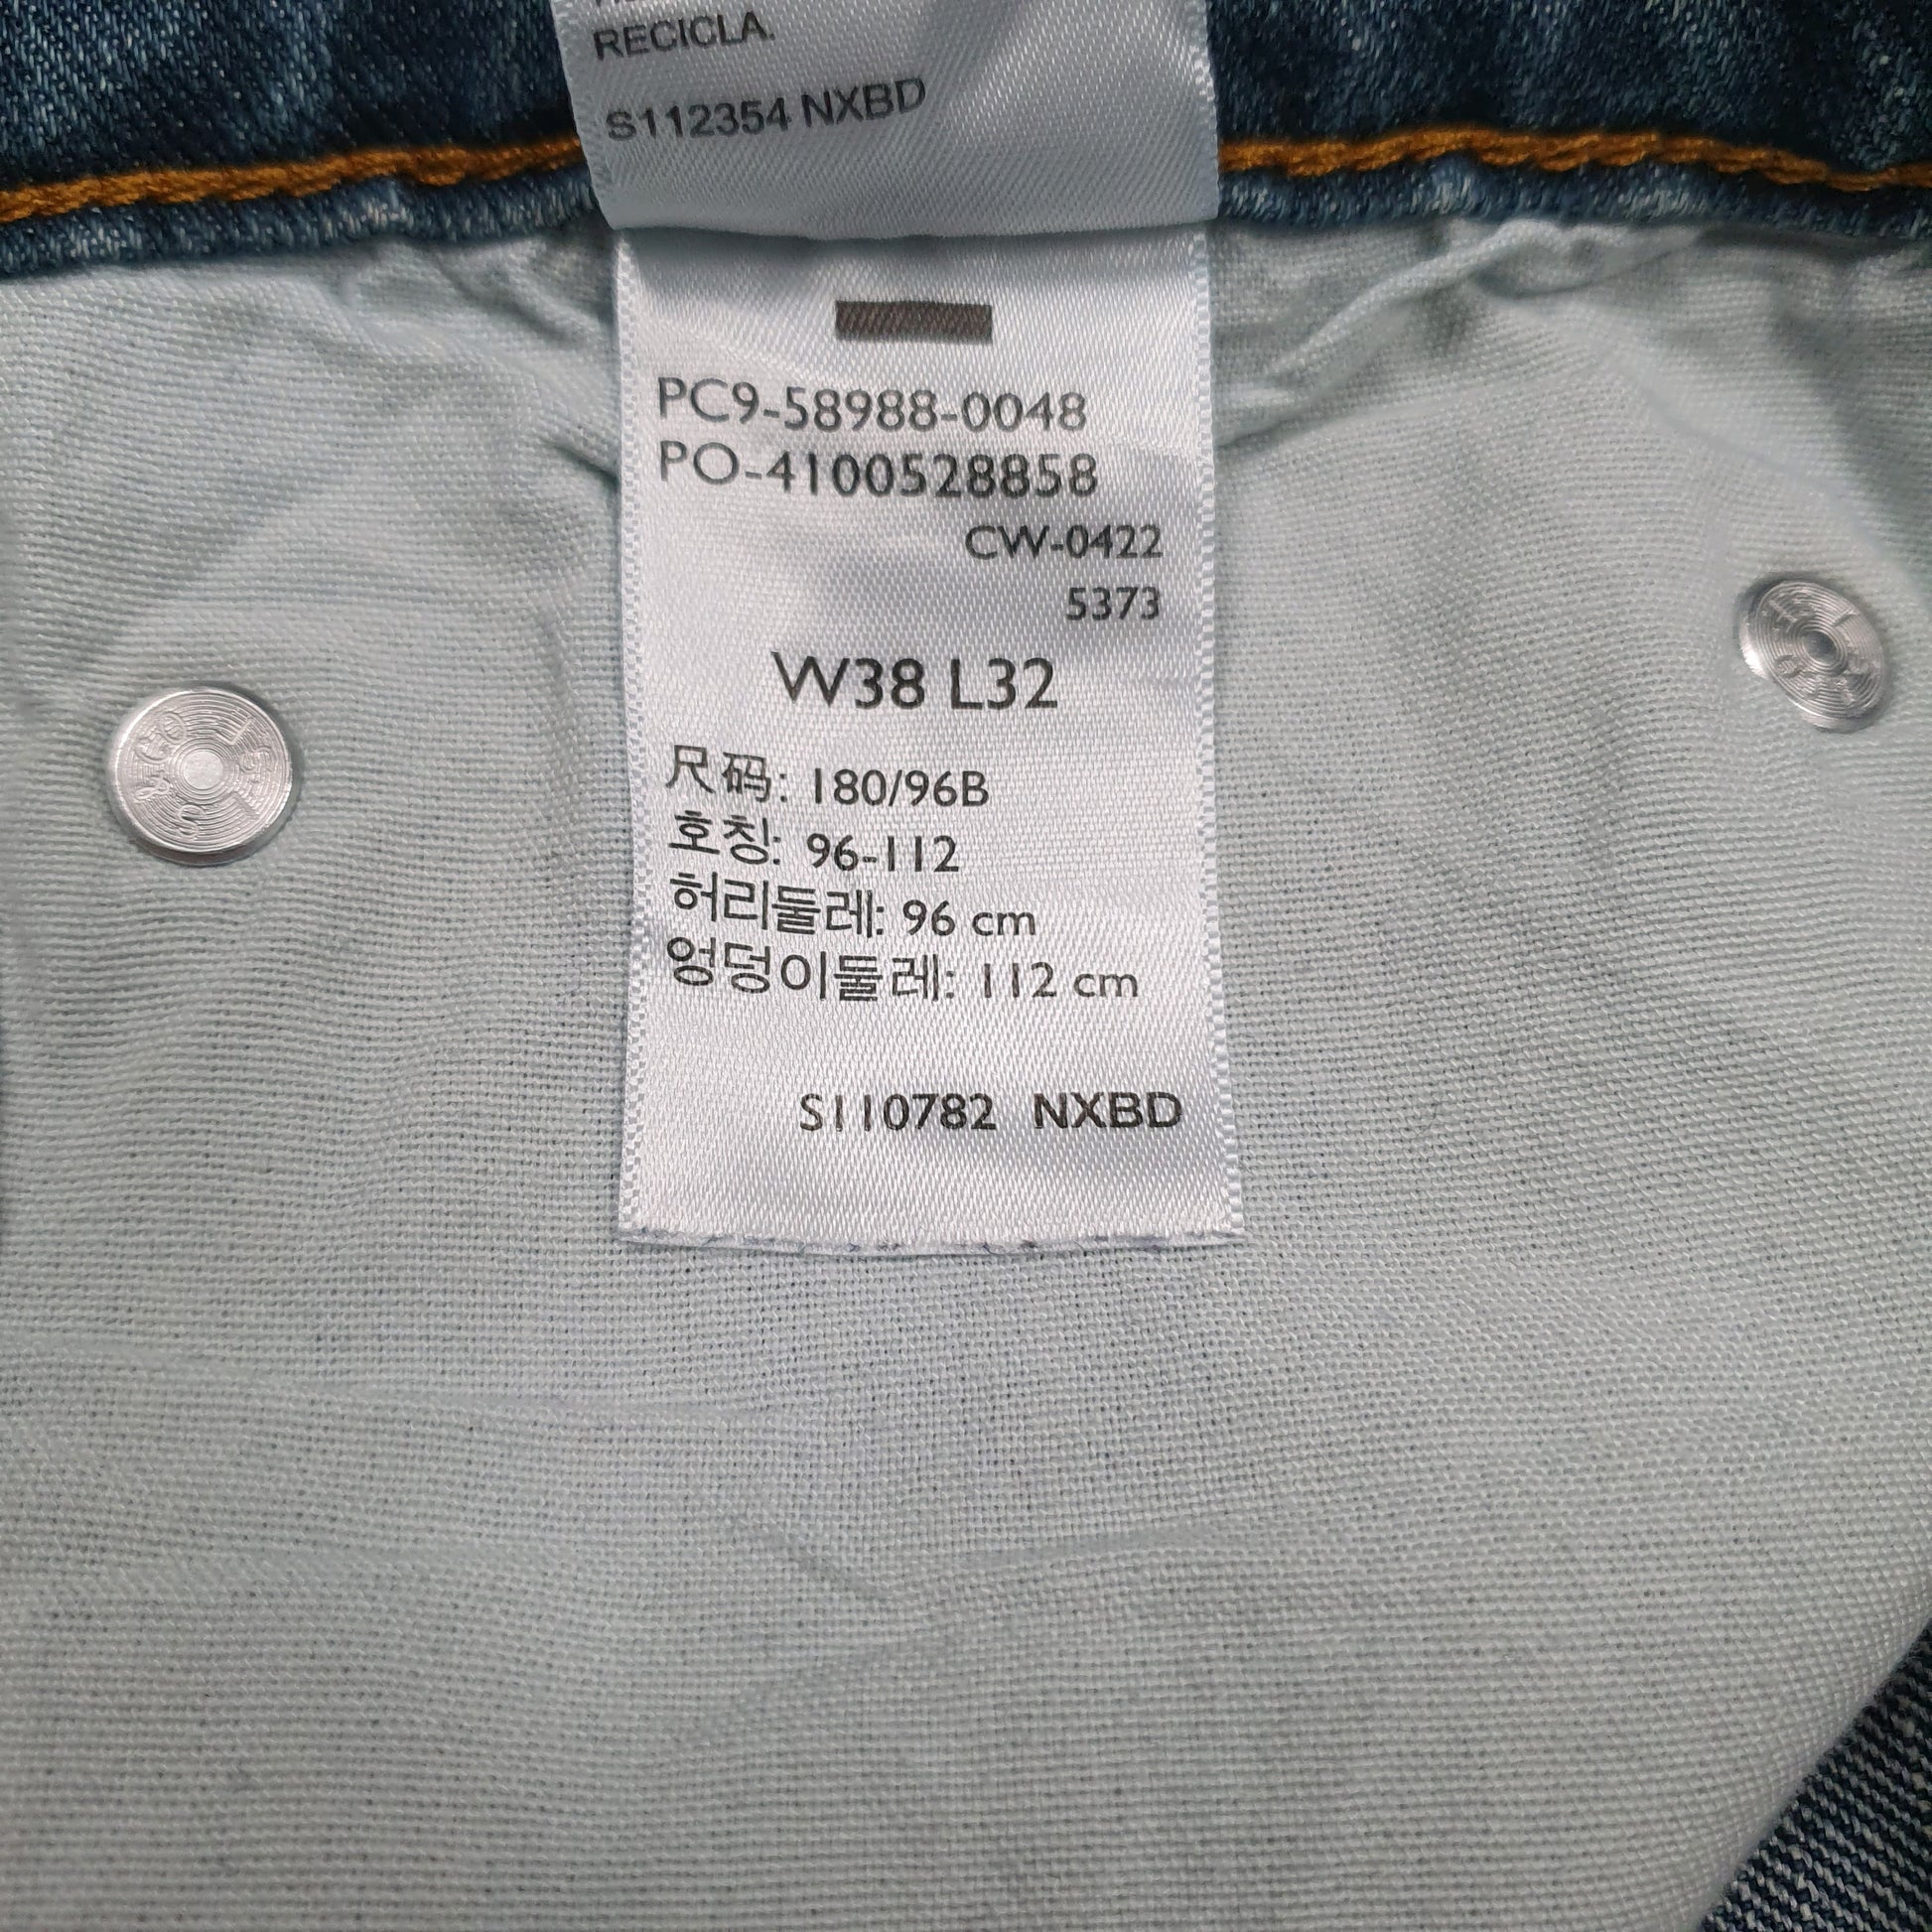 RECICLA.
S112354 NXBD
PC9-58988-0048
PO-4100528858
CW-0422
5373
W38 L32
尺码: 180/96B
호칭: 96-112
허리둘레: 96 cm
엉덩이둘레: 112 cm
S110782 NXBD